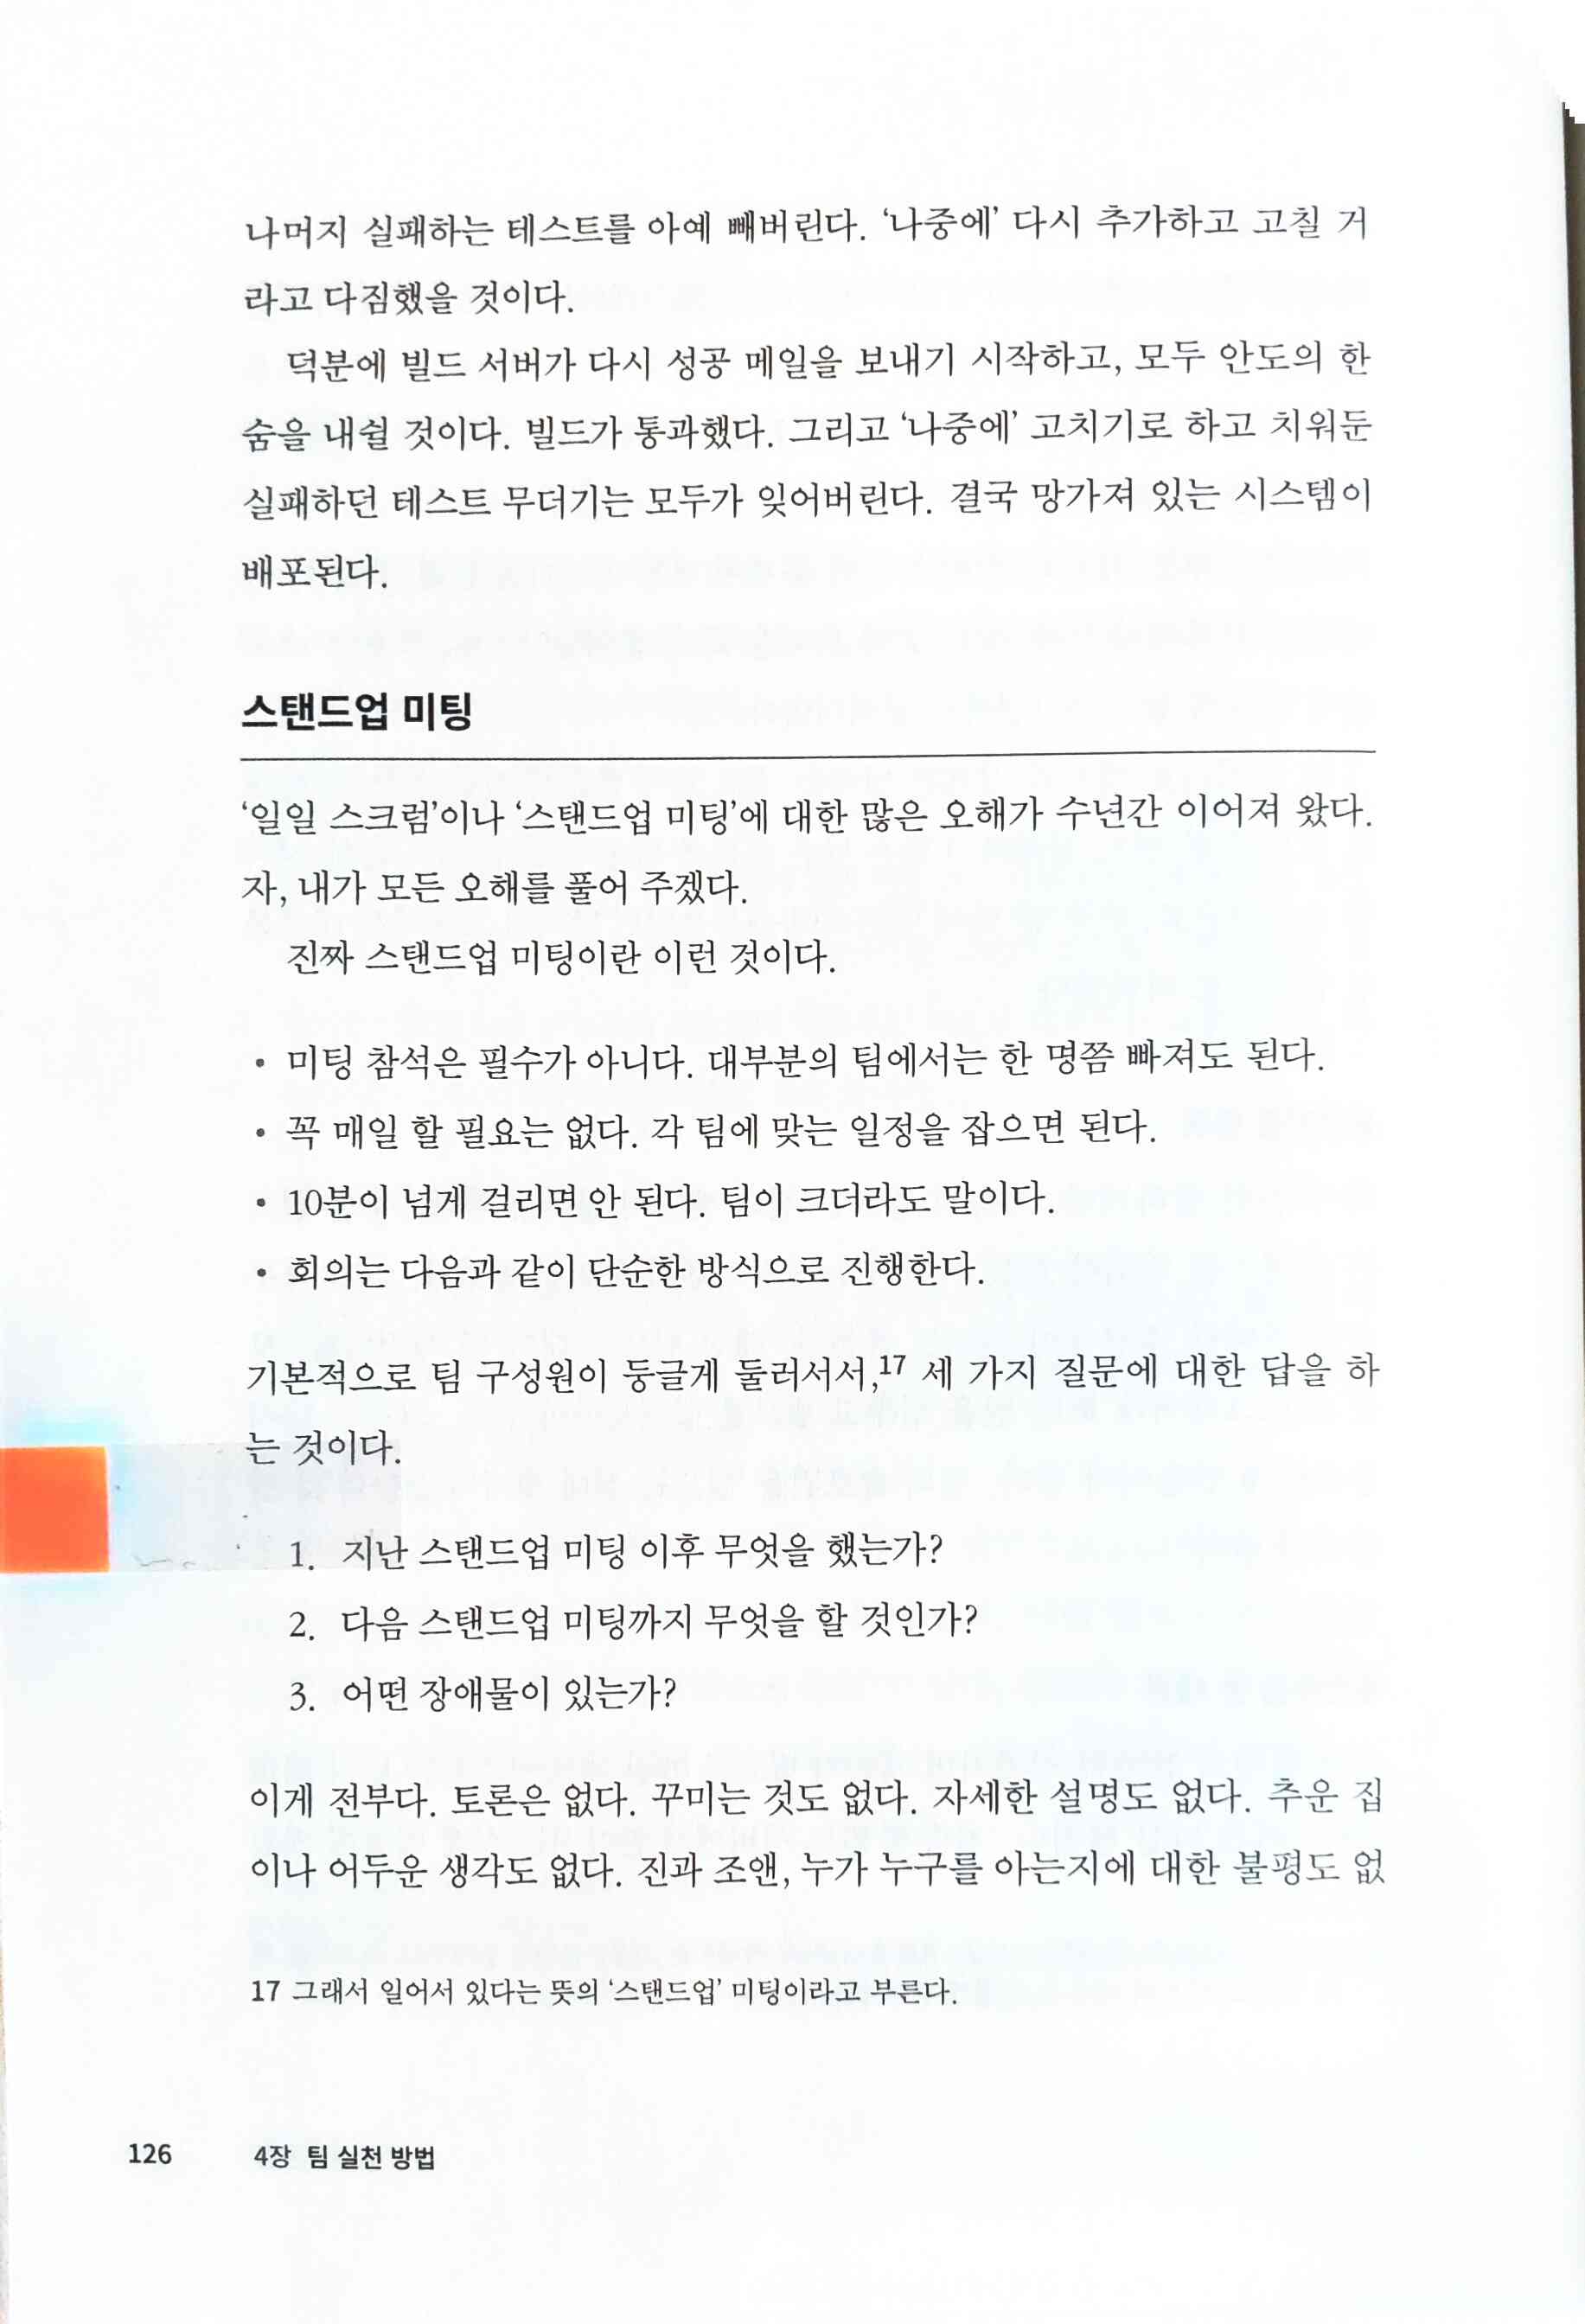 나머지 실패하는 테스트를 아예 빼버린다. ‘나중에’ 다시 추가하고 고칠 거
라고 다짐했을 것이다.
덕분에 빌드 서버가 다시 성공 메일을 보내기 시작하고, 모두 안도의 한
숨을 내쉴 것이다. 빌드가 통과했다. 그리고 ‘나중에’ 고치기로 하고 치워둔
실패하던 테스트 무더기는 모두가 잊어버린다. 결국 망가져 있는 시스템이
배포된다.
스탠드업 미팅
‘일일 스크럼’이나 ‘스탠드업 미팅’에 대한 많은 오해가 수년간 이어져 왔다.
자, 내가 모든 오해를 풀어 주겠다.
진짜 스탠드업 미팅이란 이런 것이다.
• 미팅 참석은 필수가 아니다. 대부분의 팀에서는 한 명쯤 빠져도 된다.
• 꼭 매일 할 필요는 없다. 각 팀에 맞는 일정을 잡으면 된다.
• 10분이 넘게 걸리면 안 된다. 팀이 크더라도 말이다.
• 회의는 다음과 같이 단순한 방식으로 진행한다.
기본적으로 팀 구성원이 둥글게 둘러서서,17 세 가지 질문에 대한 답을 하
는 것이다.
1. 지난 스탠드업 미팅 이후 무엇을 했는가?
2. 다음 스탠드업 미팅까지 무엇을 할 것인가?
3. 어떤 장애물이 있는가?
이게 전부다. 토론은 없다. 꾸미는 것도 없다. 자세한 설명도 없다. 추운 집
이나 어두운 생각도 없다. 진과 조앤, 누가 누구를 아는지에 대한 불평도 없
17 그래서 일어서 있다는 뜻의 ‘스탠드업’ 미팅이라고 부른다.
126 4장 팀 실천 방법